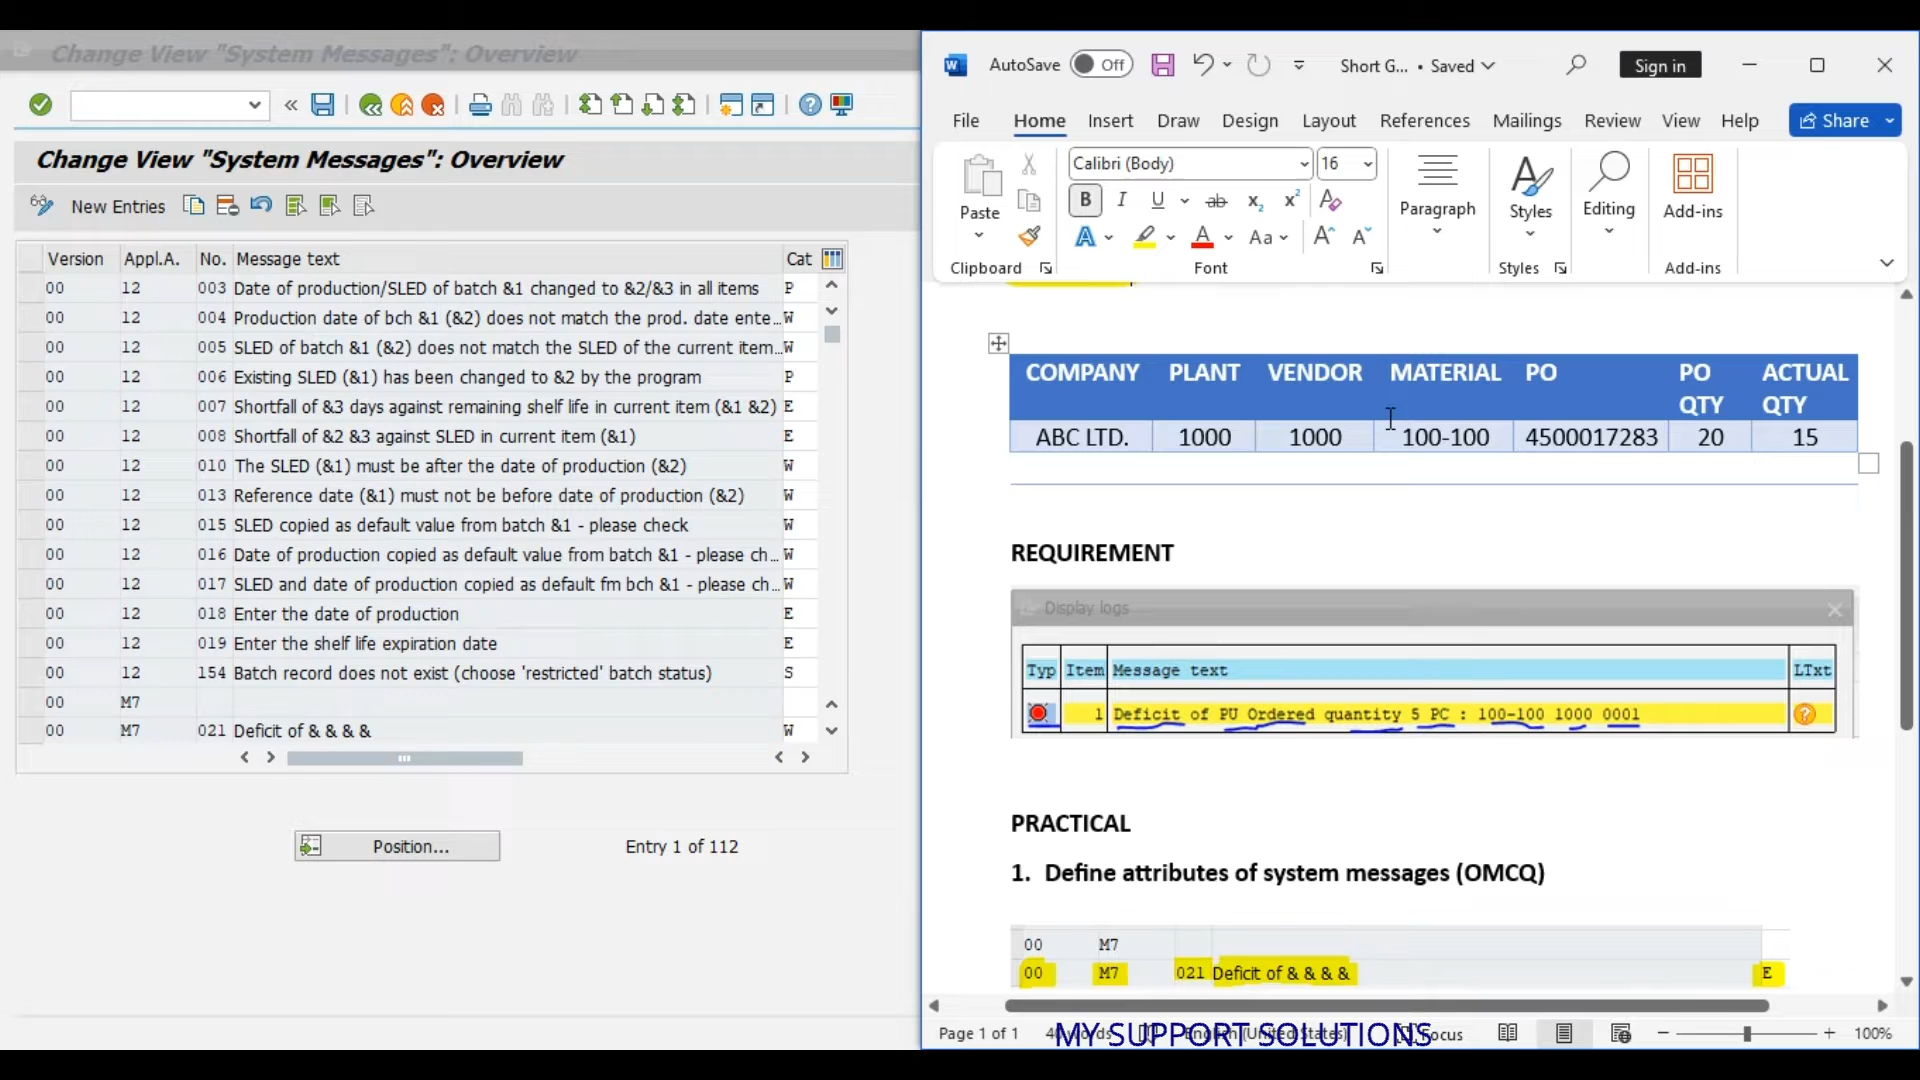 Change View "System Messages": Overview
Change View "System Messages": Overview
New Entries
Version Appl.A. No. Message text Cat
00 12 003 Date of production/SLED of batch &1 changed to &2/&3 in all items P
00 12 004 Production date of bch &1 (&2) does not match the prod. date ente... W
00 12 005 SLED of batch &1 (&2) does not match the SLED of the current item... W
00 12 006 Existing SLED (&1) has been changed to &2 by the program P
00 12 007 Shortfall of &3 days against remaining shelf life in current item (&1 &2) E
00 12 008 Shortfall of &2 &3 against SLED in current item (&1) E
00 12 010 The SLED (&1) must be after the date of production (&2) W
00 12 013 Reference date (&1) must not be before date of production (&2) W
00 12 015 SLED copied as default value from batch &1 - please check W
00 12 016 Date of production copied as default value from batch &1 - please ch... W
00 12 017 SLED and date of production copied as default fm bch &1 - please ch... W
00 12 018 Enter the date of production E
00 12 019 Enter the shelf life expiration date E
00 12 154 Batch record does not exist (choose 'restricted' batch status) S
00 M7
00 M7 021 Deficit of & & & & W
Position... Entry 1 of 112
AutoSave Off Short G... • Saved Sign in
File Home Insert Draw Design Layout References Mailings Review View Help Share
Calibri (Body) 16
Paste Paragraph Styles Editing Add-ins
Clipboard Font Styles Add-ins
COMPANY PLANT VENDOR MATERIAL PO PO QTY ACTUAL QTY
ABC LTD. 1000 1000 100-100 4500017283 20 15
REQUIREMENT
Display logs
Typ Item Message text LTxt
1 Deficit of PU Ordered quantity 5 PC : 100-100 1000 0001
PRACTICAL
1. Define attributes of system messages (OMCQ)
00 M7
00 M7 021 Deficit of & & & & E
Page 1 of 1 words English (United States) Focus 100%
MY SUPPORT SOLUTIONS